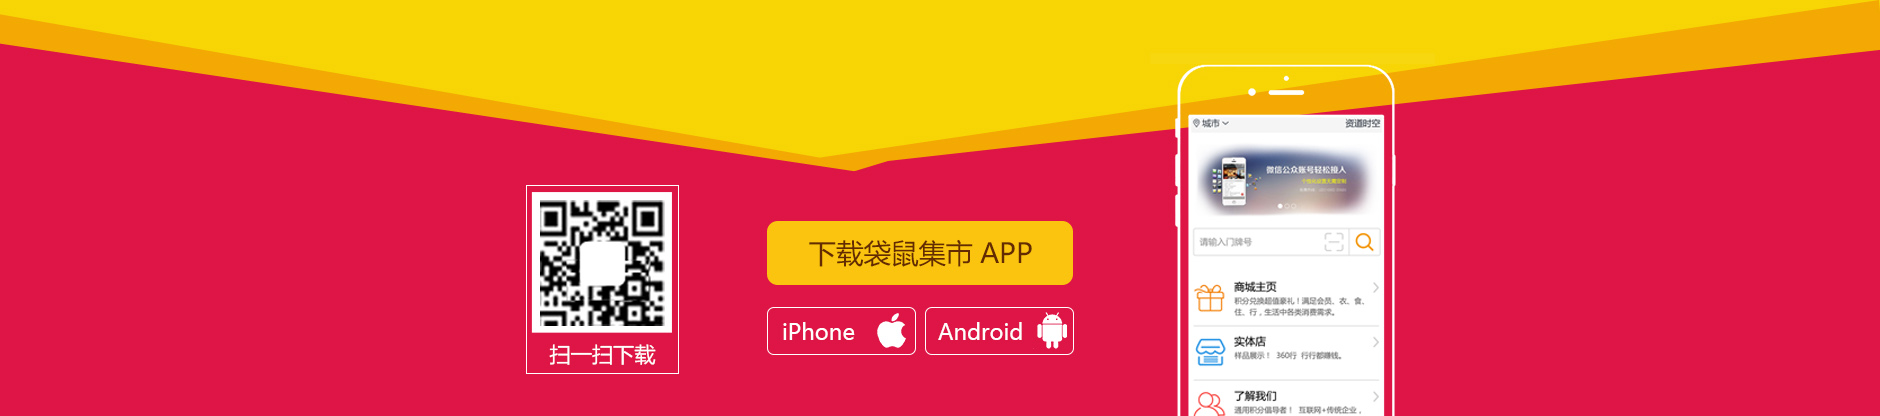 扫一扫下载
下载袋鼠集市 APP
iPhone
Android
城市
资道时空
微信公众账号轻松接入
请输入门牌号
商城主页
积分兑换超值豪礼！满足会员、衣、食、
住、行，生活中各类消费需求。
实体店
样品展示！ 360行 行行都赚钱。
了解我们
通用积分倡导者！ 互联网+传统企业，